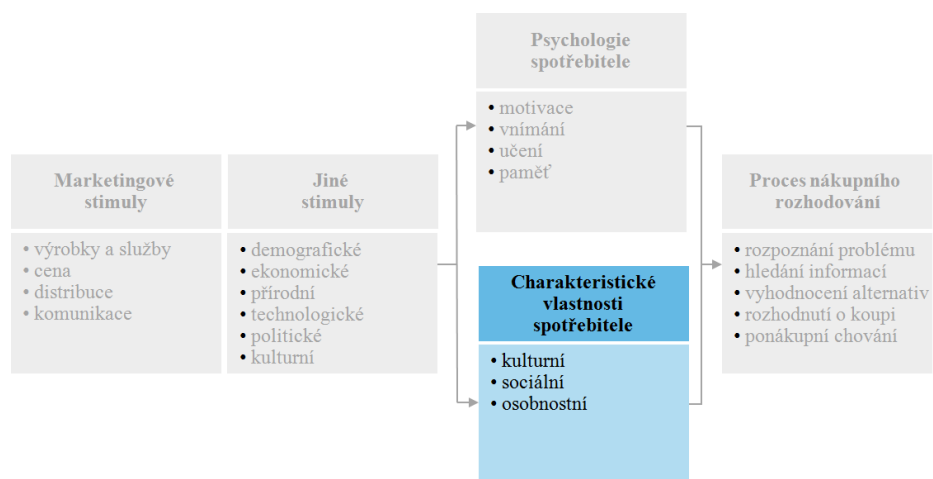 Marketingové
stimuly
• výrobky a služby
• cena
• distribuce
• komunikace
Jiné
stimuly
• demografické
• ekonomické
• přírodní
• technologické
• politické
• kulturní
Psychologie
spotřebitele
• motivace
• vnímání
• učení
• paměť
Charakteristické
vlastnosti
spotřebitele
• kulturní
• sociální
• osobnostní
Proces nákupního
rozhodování
• rozpoznání problému
• hledání informací
• vyhodnocení alternativ
• rozhodnutí o koupi
• ponákupní chování